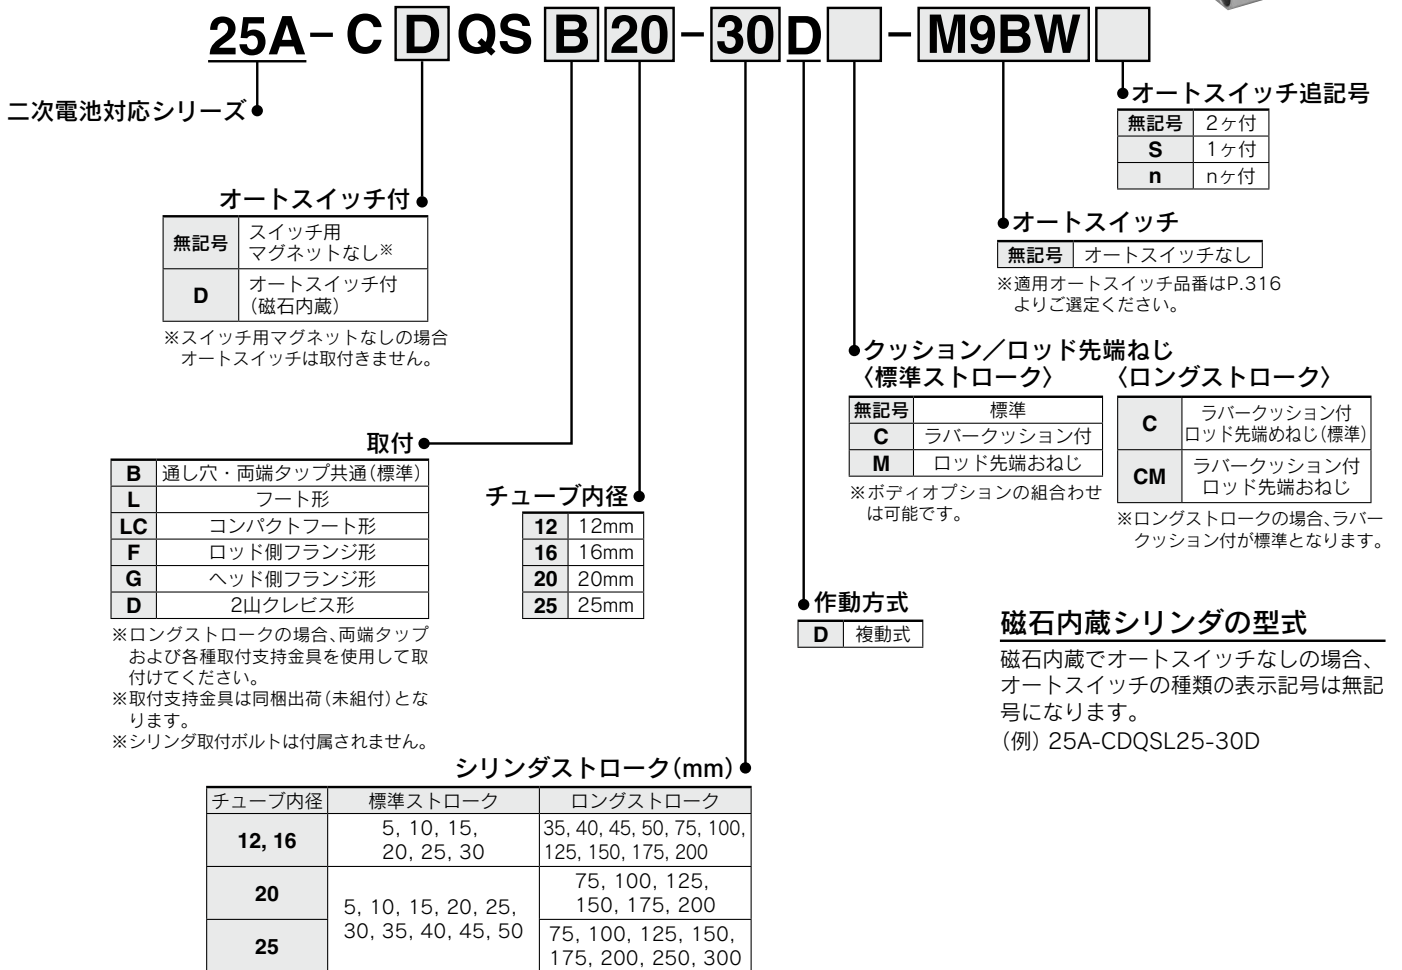 25A-CDQSB20-30D□-M9BW□
二次電池対応シリーズ
オートスイッチ追記号
無記号 2ヶ付
S 1ヶ付
n nヶ付
オートスイッチ付
無記号 スイッチ用
マグネットなし※
D オートスイッチ付
(磁石内蔵)
※スイッチ用マグネットなしの場合
オートスイッチは取付きません。
オートスイッチ
無記号 オートスイッチなし
※適用オートスイッチ品番はP.316
よりご選定ください。
クッション／ロッド先端ねじ
〈標準ストローク〉
無記号 標準
C ラバークッション付
M ロッド先端おねじ
※ボディオプションの組合わせ
は可能です。
〈ロングストローク〉
C ラバークッション付
ロッド先端めねじ(標準)
CM ラバークッション付
ロッド先端おねじ
※ロングストロークの場合、ラバー
クッション付が標準となります。
取付
B 通し穴・両端タップ共通(標準)
L フート形
LC コンパクトフート形
F ロッド側フランジ形
G ヘッド側フランジ形
D 2山クレビス形
※ロングストロークの場合、両端タップ
および各種取付支持金具を使用して取
付けてください。
※取付支持金具は同梱出荷(未組付)とな
ります。
※シリンダ取付ボルトは付属されません。
チューブ内径
12 12mm
16 16mm
20 20mm
25 25mm
作動方式
D 複動式
磁石内蔵シリンダの型式
磁石内蔵でオートスイッチなしの場合、
オートスイッチの種類の表示記号は無記
号になります。
(例) 25A-CDQSL25-30D
シリンダストローク(mm)
チューブ内径 標準ストローク ロングストローク
12, 16 5, 10, 15,
20, 25, 30
35, 40, 45, 50, 75, 100,
125, 150, 175, 200
20 75, 100, 125,
150, 175, 200
5, 10, 15, 20, 25,
30, 35, 40, 45, 50
25 75, 100, 125, 150,
175, 200, 250, 300